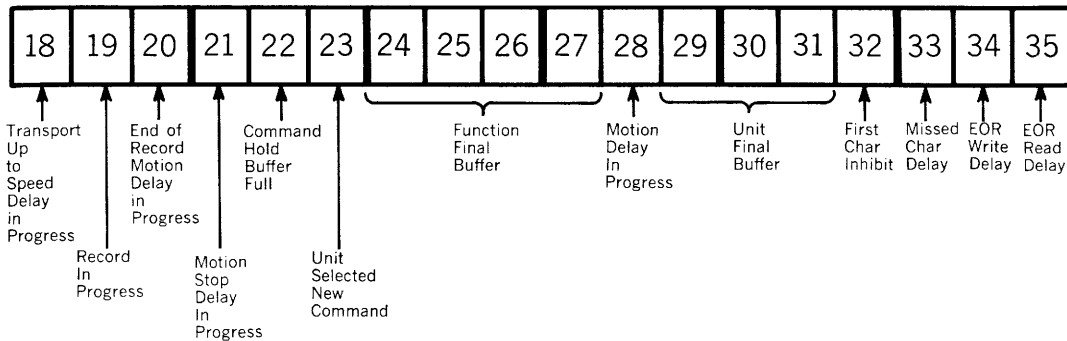 18 19 20 21 22 23 24 25 26 27 28 29 30 31 32 33 34 35
Transport
Up
to
Speed
Delay
in
Progress
Record
In
Progress
End of
Record
Motion
Delay
in
Progress
Motion
Stop
Delay
In
Progress
Command
Hold
Buffer
Full
Unit
Selected
New
Command
Function
Final
Buffer
Motion
Delay
In
Progress
Unit
Final
Buffer
First
Char
Inhibit
Missed
Char
Delay
EOR
Write
Delay
EOR
Read
Delay